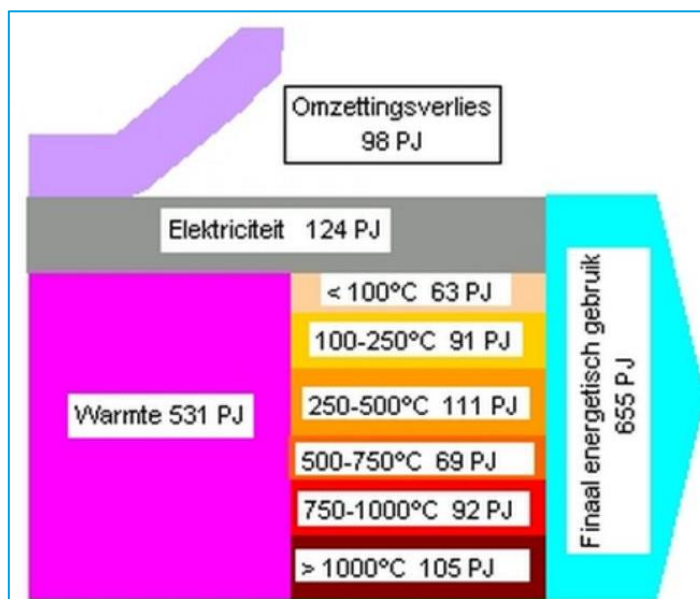 Omzettingsverlies
98 PJ
Elektriciteit 124 PJ
< 100°C 63 PJ
100-250°C 91 PJ
250-500°C 111 PJ
Warmte 531 PJ
500-750°C 69 PJ
750-1000°C 92 PJ
> 1000°C 105 PJ
Finaal energetisch gebruik
655 PJ